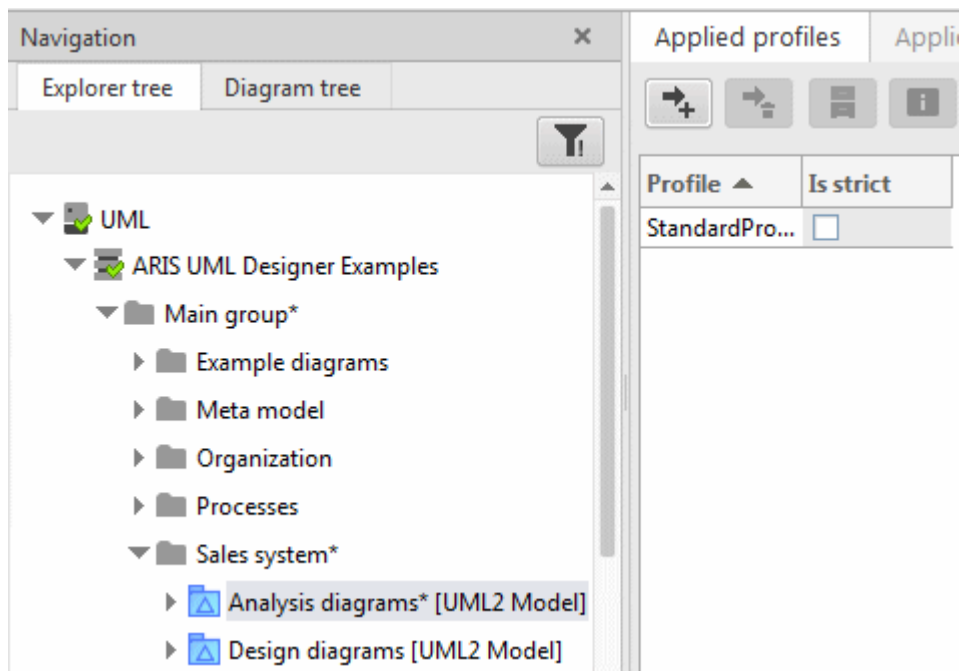 Navigation
Explorer tree
Diagram tree
UML
ARIS UML Designer Examples
Main group*
Example diagrams
Meta model
Organization
Processes
Sales system*
Analysis diagrams* [UML2 Model]
Design diagrams [UML2 Model]
Applied profiles
Appli
Profile
Is strict
StandardPro...